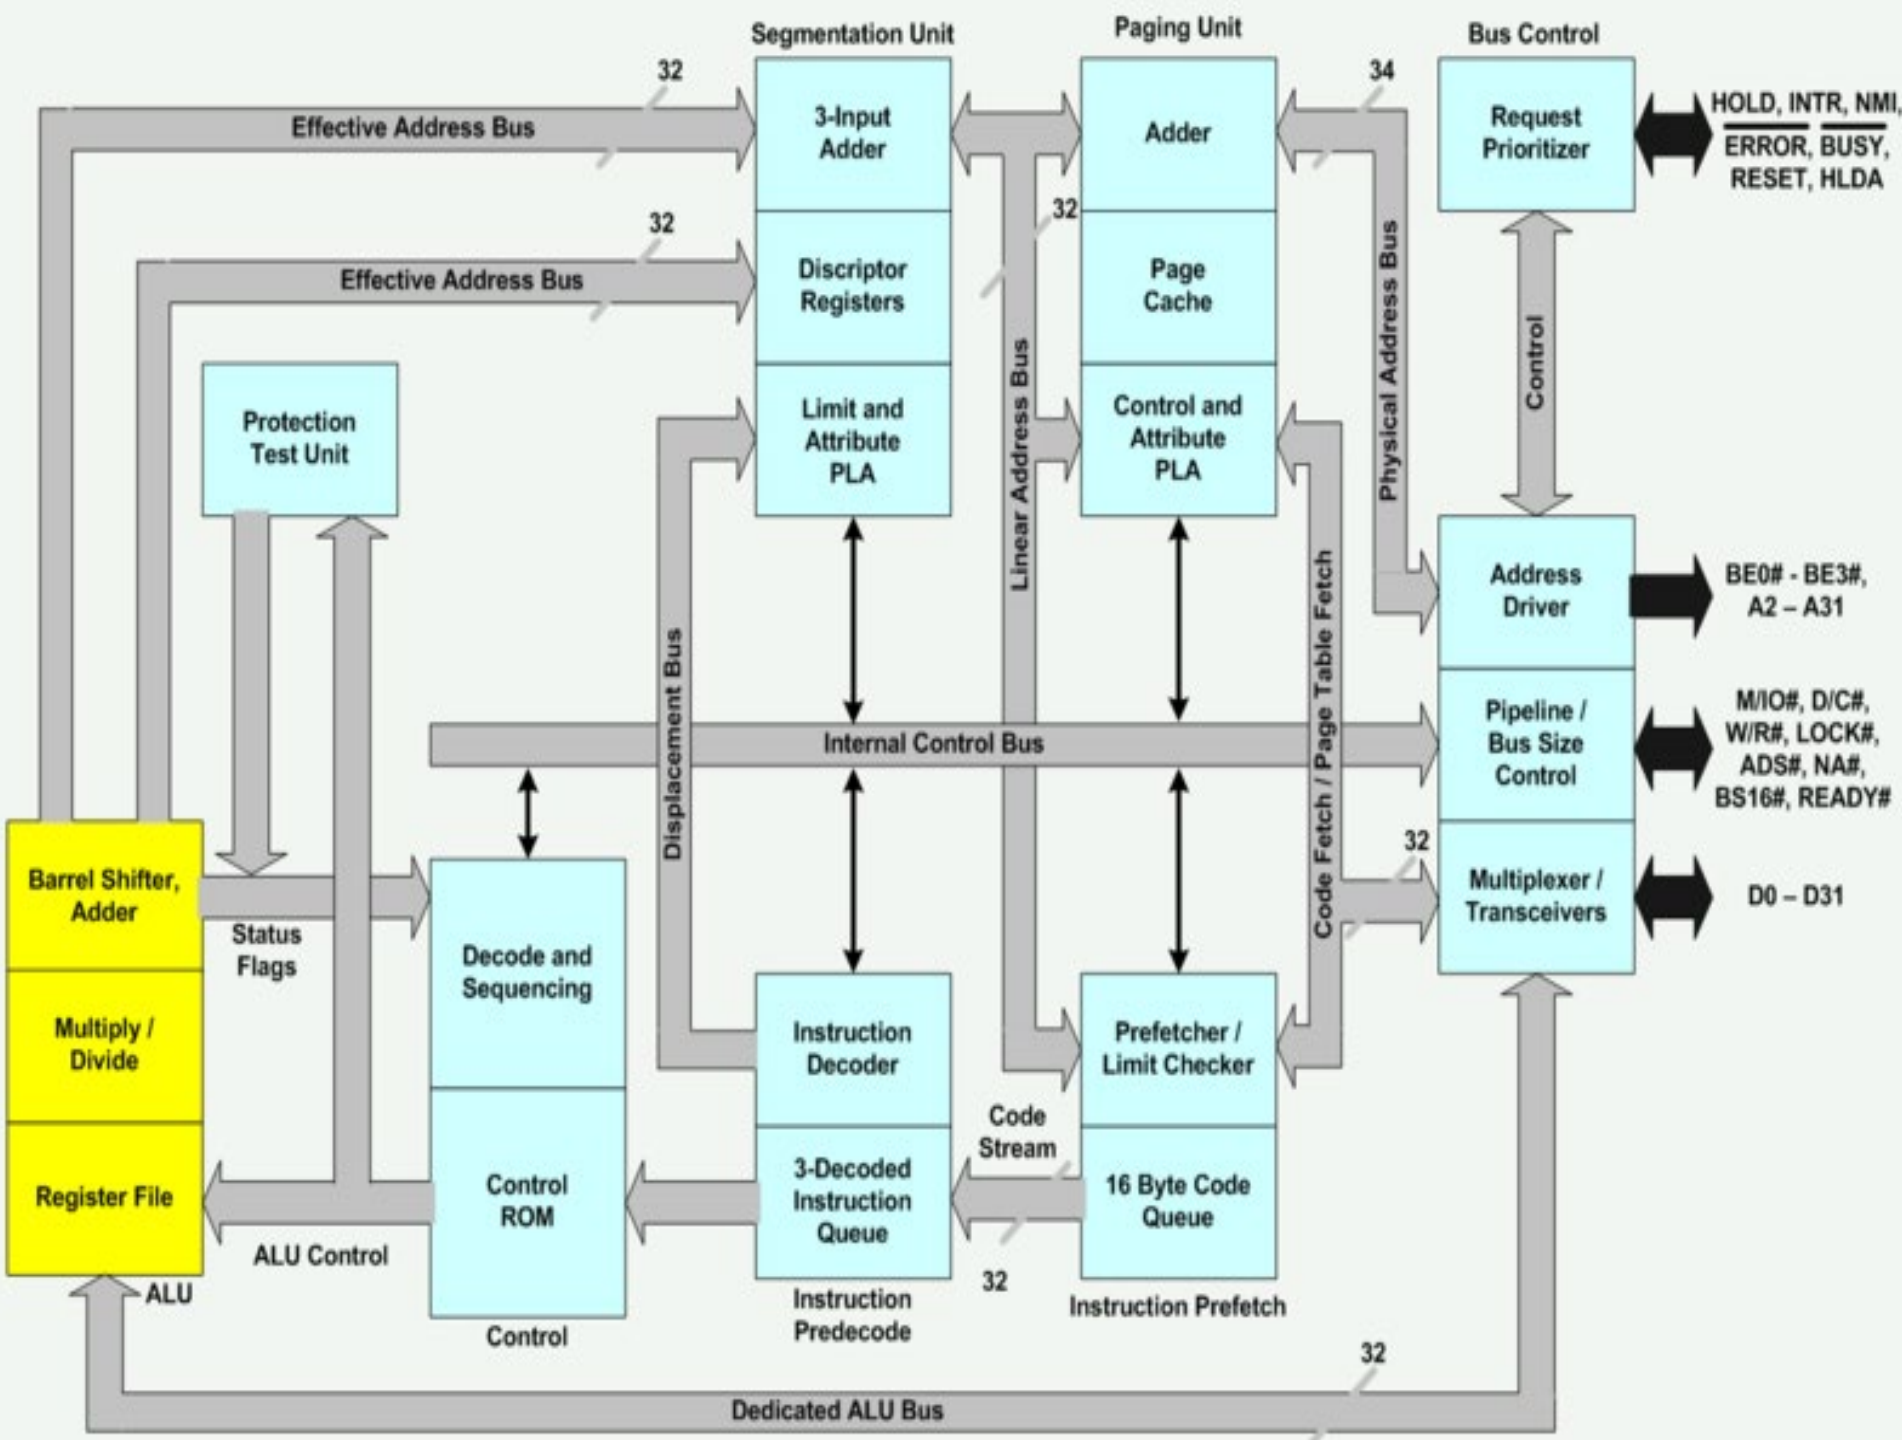 Segmentation Unit
Paging Unit
Bus Control
32
34
3-Input
Adder
Adder
Request
Prioritizer
HOLD, INTR, NMI,
ERROR, BUSY,
RESET, HLDA
Effective Address Bus
32
32
Effective Address Bus
Discriptor
Registers
Page
Cache
Physical Address Bus
Control
Protection
Test Unit
Limit and
Attribute
PLA
Linear Address Bus
Control and
Attribute
PLA
Code Fetch / Page Table Fetch
Address
Driver
BE0# - BE3#,
A2 – A31
Displacement Bus
Internal Control Bus
Pipeline /
Bus Size
Control
M/IO#, D/C#,
W/R#, LOCK#,
ADS#, NA#,
BS16#, READY#
32
Barrel Shifter,
Adder
Status
Flags
Multiplexer /
Transceivers
D0 – D31
Decode and
Sequencing
Multiply /
Divide
Instruction
Decoder
Prefetcher /
Limit Checker
Code
Stream
Register File
Control
ROM
3-Decoded
Instruction
Queue
16 Byte Code
Queue
ALU Control
32
ALU
Control
Instruction
Predecode
Instruction Prefetch
32
Dedicated ALU Bus